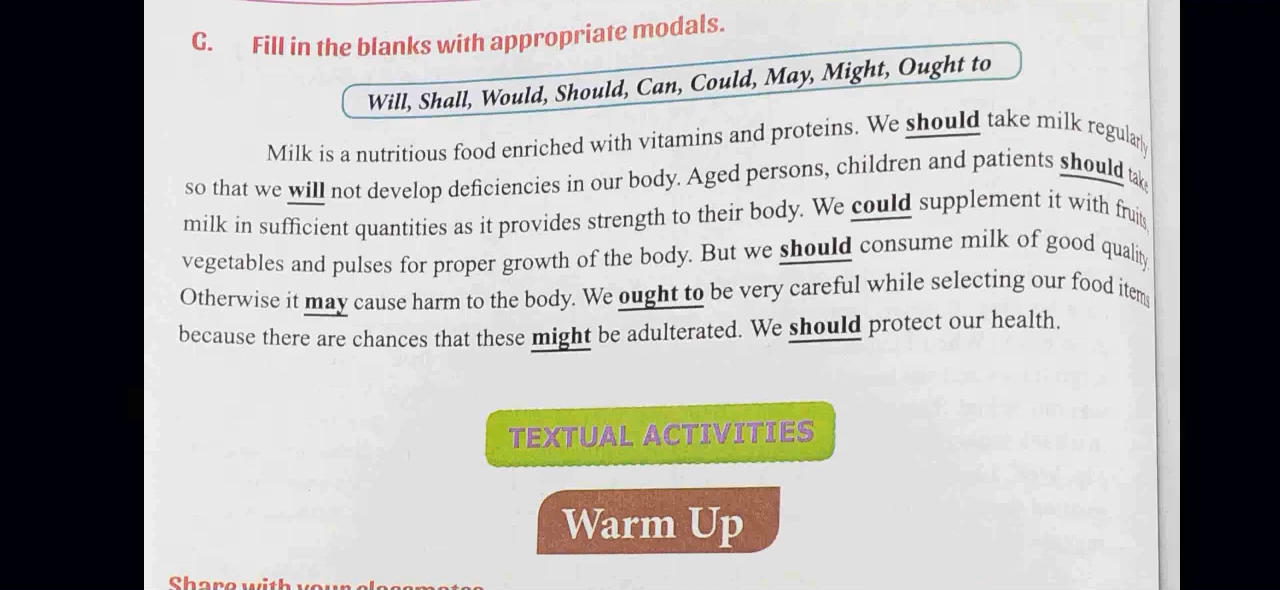 G. Fill in the blanks with appropriate modals.
Will, Shall, Would, Should, Can, Could, May, Might, Ought to
Milk is a nutritious food enriched with vitamins and proteins. We should take milk regularly
so that we will not develop deficiencies in our body. Aged persons, children and patients should take
milk in sufficient quantities as it provides strength to their body. We could supplement it with fruits,
vegetables and pulses for proper growth of the body. But we should consume milk of good quality.
Otherwise it may cause harm to the body. We ought to be very careful while selecting our food items
because there are chances that these might be adulterated. We should protect our health.
TEXTUAL ACTIVITIES
Warm Up
Share with your classmates